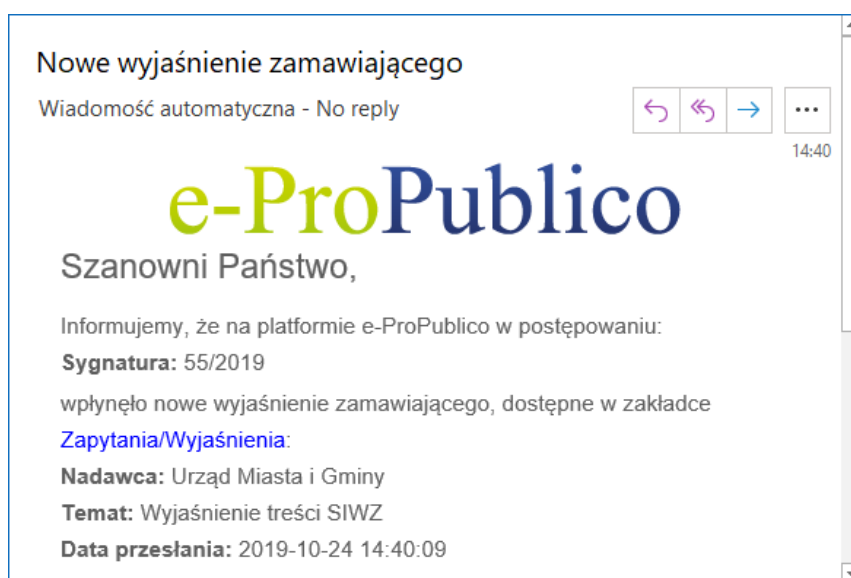 Nowe wyjaśnienie zamawiającego
Wiadomość automatyczna - No reply
14:40
e-ProPublico
Szanowni Państwo,
Informujemy, że na platformie e-ProPublico w postępowaniu:
Sygnatura: 55/2019
wpłynęło nowe wyjaśnienie zamawiającego, dostępne w zakładce
Zapytania/Wyjaśnienia:
Nadawca: Urząd Miasta i Gminy
Temat: Wyjaśnienie treści SIWZ
Data przesłania: 2019-10-24 14:40:09